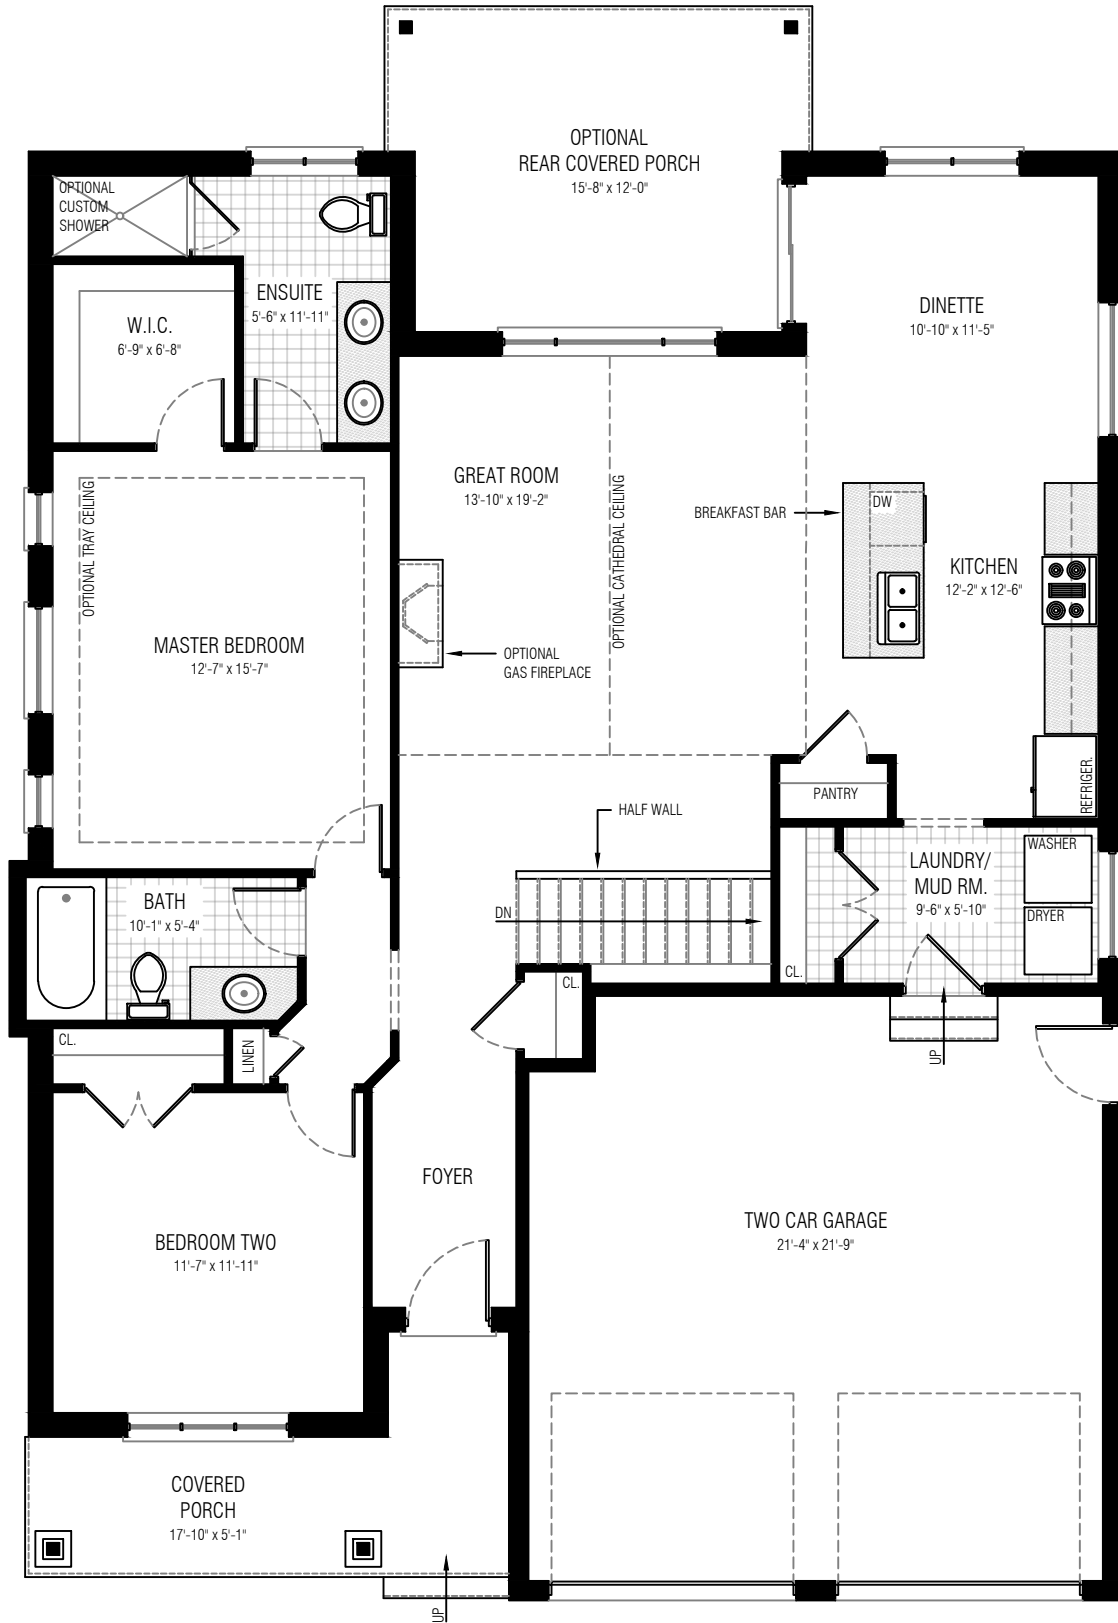 OPTIONAL
REAR COVERED PORCH
15'-8" x 12'-0"
OPTIONAL
CUSTOM
SHOWER
ENSUITE
5'-6" x 11'-11"
W.I.C.
6'-9" x 6'-8"
DINETTE
10'-10" x 11'-5"
GREAT ROOM
13'-10" x 19'-2"
OPTIONAL TRAY CEILING
OPTIONAL CATHEDRAL CEILING
BREAKFAST BAR
DW
KITCHEN
12'-2" x 12'-6"
MASTER BEDROOM
12'-7" x 15'-7"
OPTIONAL
GAS FIREPLACE
REFRIGER.
PANTRY
HALF WALL
WASHER
LAUNDRY/
MUD RM.
9'-6" x 5'-10"
DRYER
BATH
10'-1" x 5'-4"
DN
CL.
CL.
CL.
LINEN
UP
FOYER
TWO CAR GARAGE
21'-4" x 21'-9"
BEDROOM TWO
11'-7" x 11'-11"
COVERED
PORCH
17'-10" x 5'-1"
UP